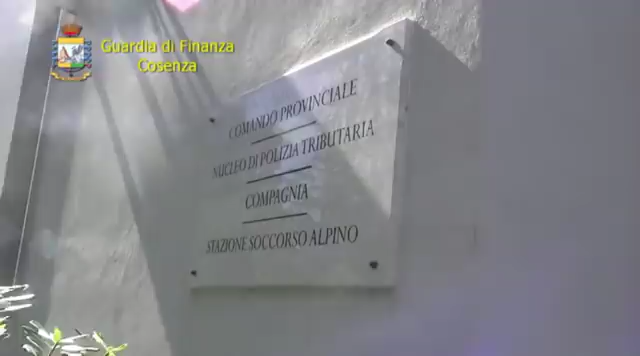 Guardia di Finanza
Cosenza
COMANDO PROVINCIALE
NUCLEO DI POLIZIA TRIBUTARIA
COMPAGNIA
STAZIONE SOCCORSO ALPINO